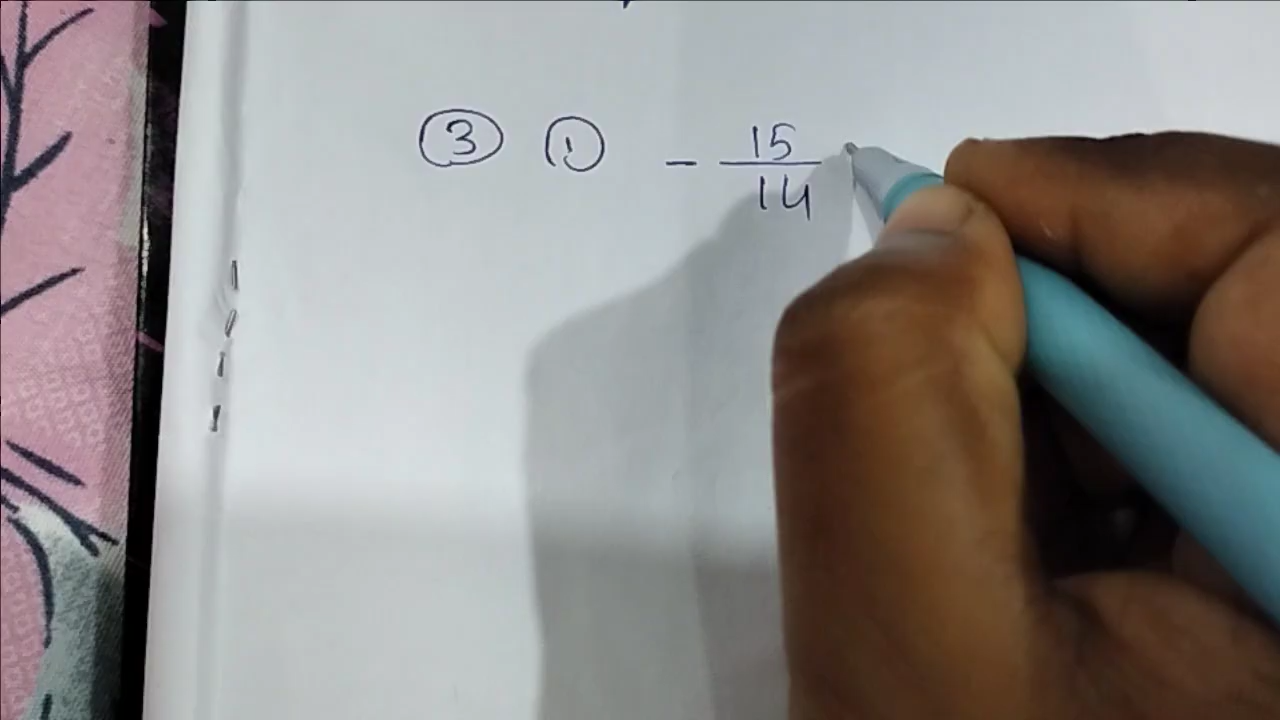 ③ ① - 15/14